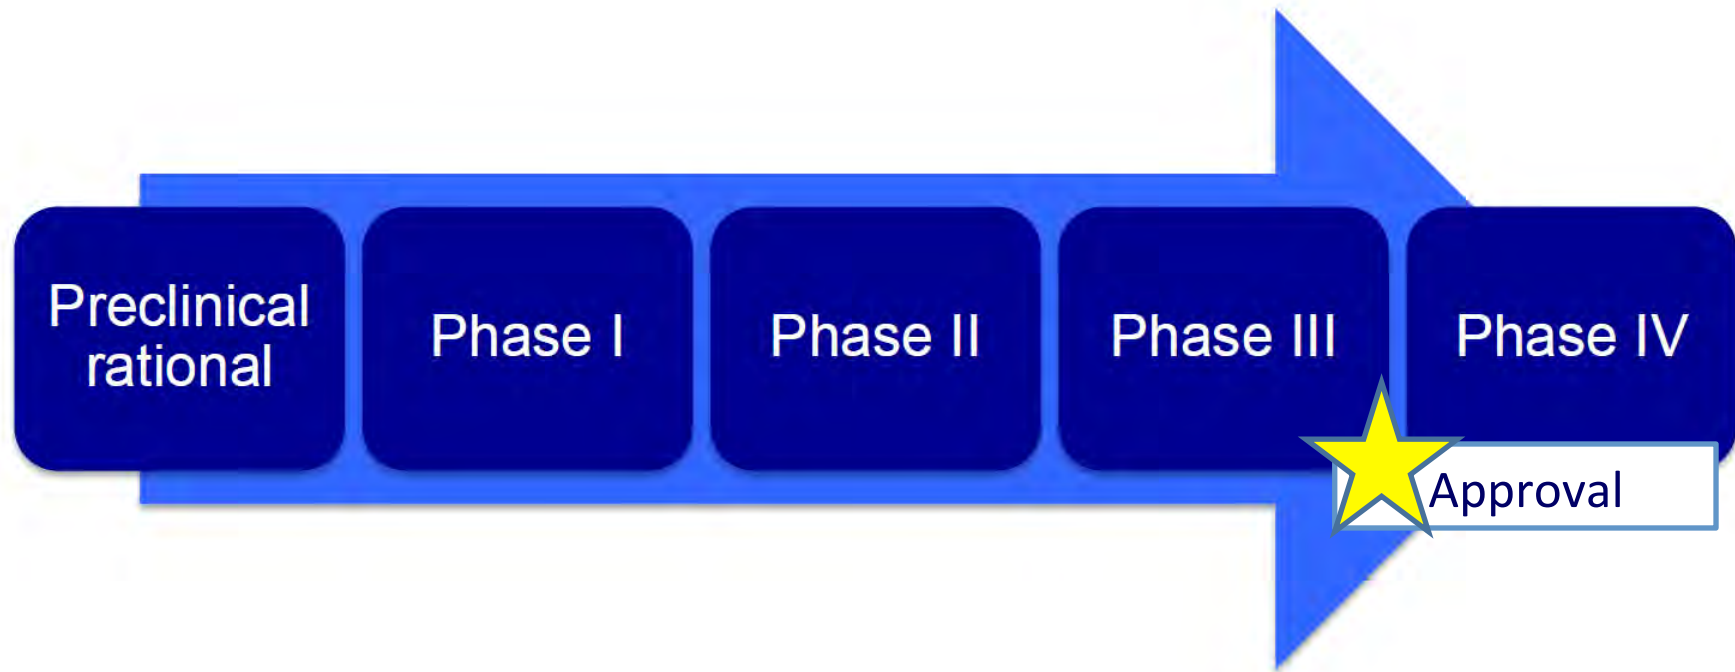 Preclinical
rational
Phase I
Phase II
Phase III
Phase IV
Approval